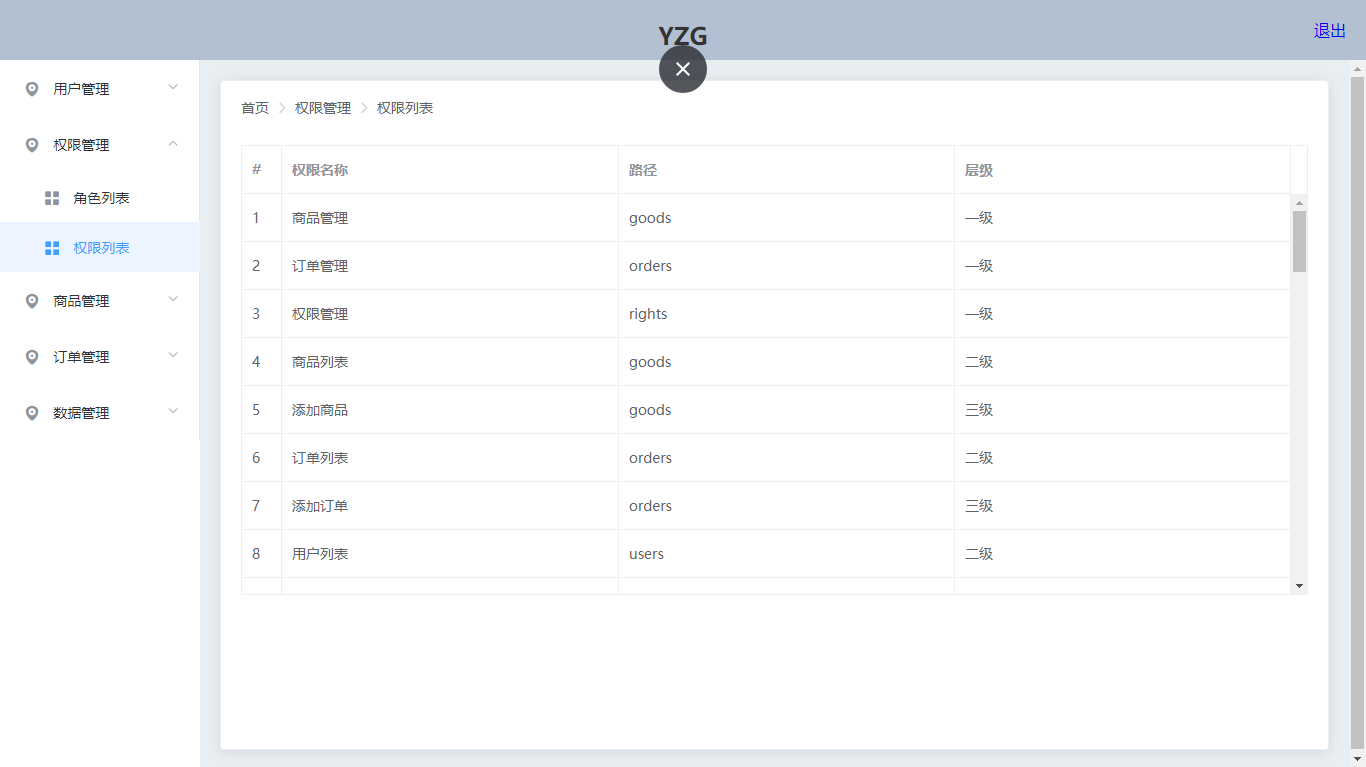 YZG
退出
用户管理
权限管理
角色列表
权限列表
商品管理
订单管理
数据管理
首页 权限管理 权限列表
# 权限名称 路径 层级
1 商品管理 goods 一级
2 订单管理 orders 一级
3 权限管理 rights 一级
4 商品列表 goods 二级
5 添加商品 goods 三级
6 订单列表 orders 二级
7 添加订单 orders 三级
8 用户列表 users 二级